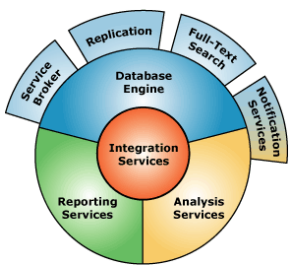 Service
Broker
Replication
Full-Text
Search
Notification
Services
Database
Engine
Integration
Services
Reporting
Services
Analysis
Services